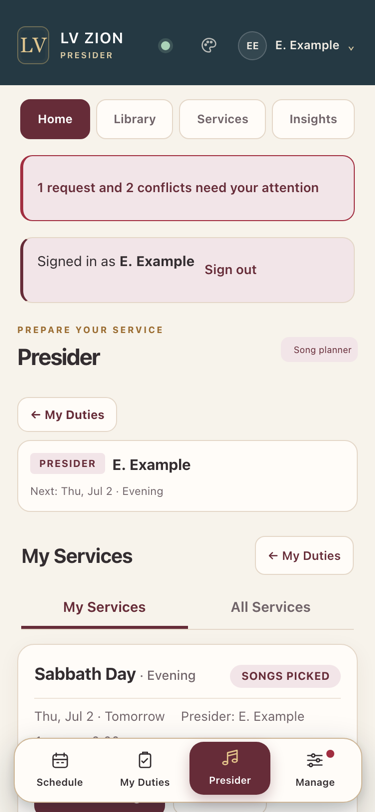 LV
LV ZION
PRESIDER
EE
E. Example
Home
Library
Services
Insights
1 request and 2 conflicts need your attention
Signed in as E. Example
Sign out
PREPARE YOUR SERVICE
Presider
Song planner
← My Duties
PRESIDER E. Example
Next: Thu, Jul 2 · Evening
My Services
← My Duties
My Services
All Services
Sabbath Day · Evening
SONGS PICKED
Thu, Jul 2 · Tomorrow
Presider: E. Example
Schedule
My Duties
Presider
Manage